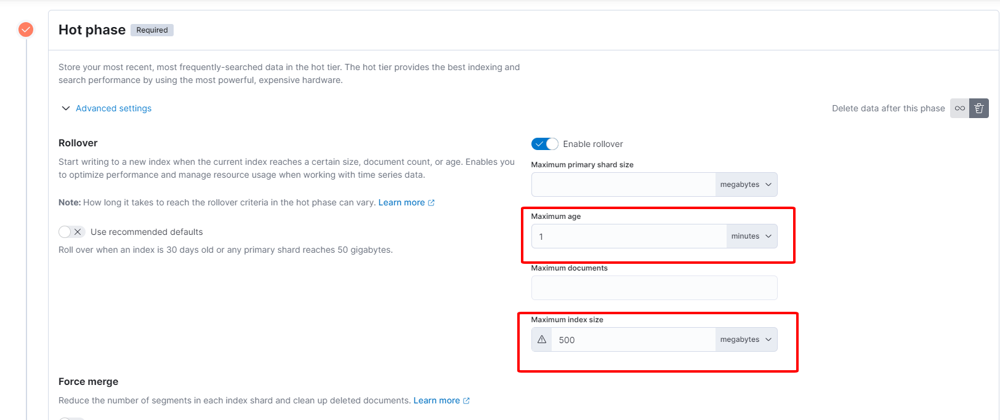 Hot phase Required
Store your most recent, most frequently-searched data in the hot tier. The hot tier provides the best indexing and
search performance by using the most powerful, expensive hardware.
Advanced settings
Delete data after this phase
Rollover
Start writing to a new index when the current index reaches a certain size, document count, or age. Enables you
to optimize performance and manage resource usage when working with time series data.
Note: How long it takes to reach the rollover criteria in the hot phase can vary. Learn more
Use recommended defaults
Roll over when an index is 30 days old or any primary shard reaches 50 gigabytes.
Enable rollover
Maximum primary shard size
megabytes
Maximum age
1 minutes
Maximum documents
Maximum index size
500 megabytes
Force merge
Reduce the number of segments in each index shard and clean up deleted documents. Learn more